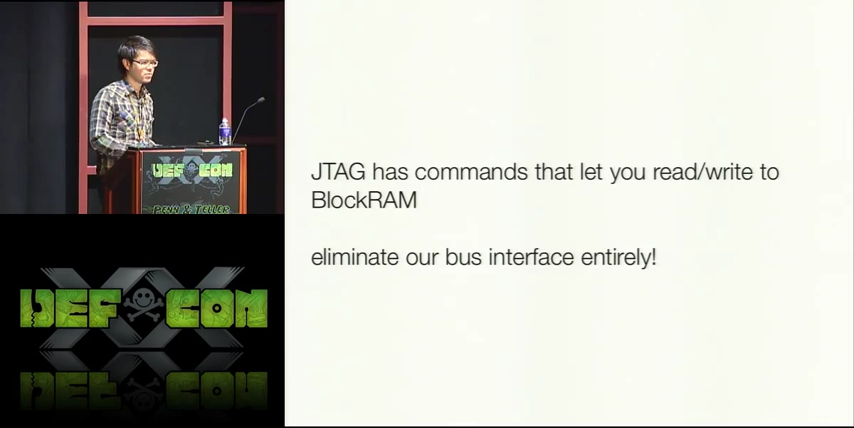 DEF CON
PENN & TELLER
JTAG has commands that let you read/write to
BlockRAM
eliminate our bus interface entirely!
XX
DEF CON
DEF CON